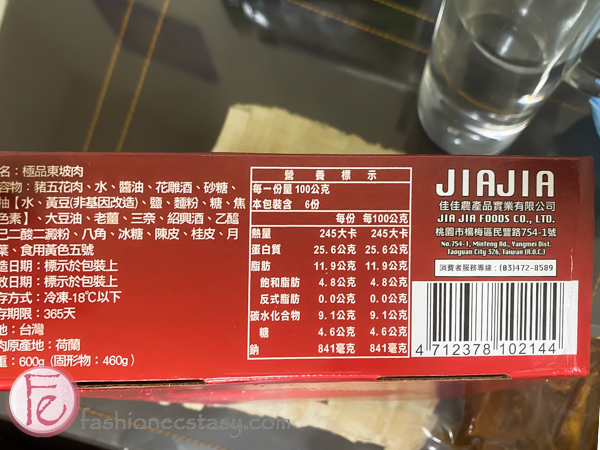 名：極品東坡肉
容物：豬五花肉、水、醬油、花雕酒、砂糖、
抽【水、黃豆(非基因改造)、鹽、麵粉、糖、焦
色素】、大豆油、老薑、三奈、紹興酒、乙醯
己二酸二澱粉、八角、冰糖、陳皮、桂皮、月
葉、食用黃色五號
造日期：標示於包裝上
效日期：標示於包裝上
存方式：冷凍-18℃以下
存期限：365天
地：台灣
肉原產地：荷蘭
重：600g (固形物：460g)
營 養 標 示
每一份量 100公克
本包裝含 6份
每份 每100公克
熱量 245大卡 245大卡
蛋白質 25.6公克 25.6公克
脂肪 11.9公克 11.9公克
飽和脂肪 4.8公克 4.8公克
反式脂肪 0.0公克 0.0公克
碳水化合物 9.1公克 9.1公克
糖 4.6公克 4.6公克
鈉 841毫克 841毫克
JIAJIA
佳佳農產品實業有限公司
JIA JIA FOODS CO., LTD.
桃園市楊梅區民豐路754-1號
No.754-1, Minfeng Rd., Yangmei Dist.
Taoyuan City 326, Taiwan (R.O.C.)
消費者服務專線：(03)472-8589
4 712378 102144
Fe
fashionecstasy.com